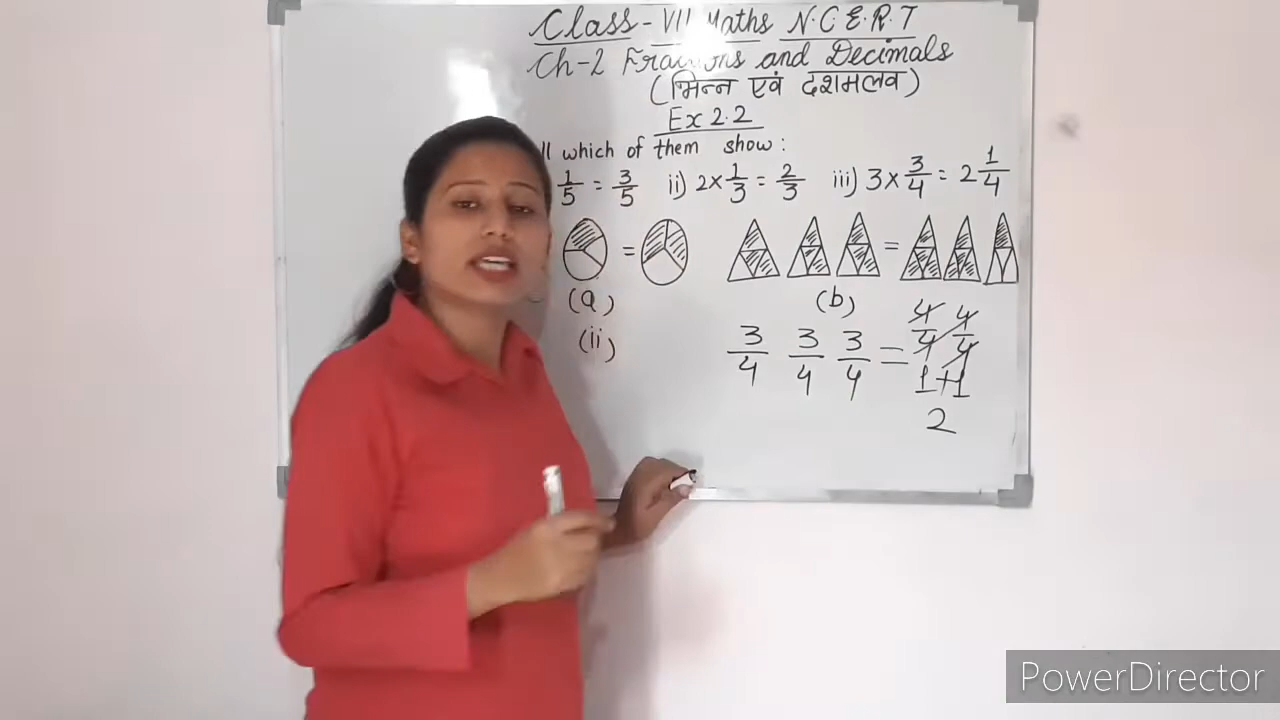 Class - VII Maths N.C.E.R.T
Ch-2 Fractions and Decimals
(भिन्न एवं दशमलव)
Ex 2.2
which of them show :
1/5 = 3/5 ii) 2 × 1/3 = 2/3 iii) 3 × 3/4 = 2 1/4
= =
(a) (b)
(ii)
3/4 3/4 3/4 = 4/4 4/4
1+1
2
PowerDirector